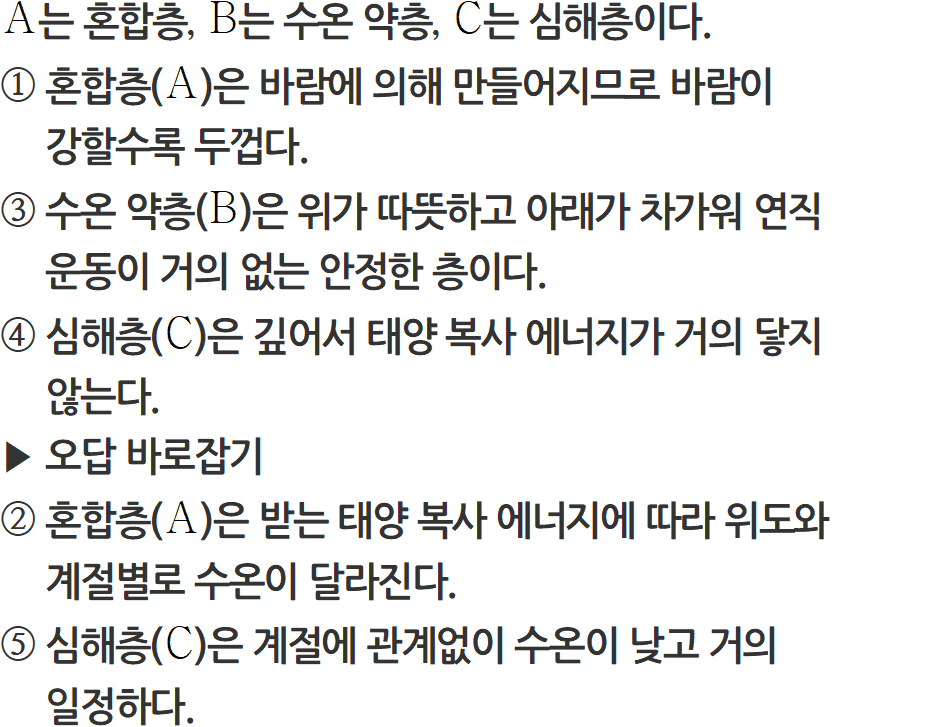 A는 혼합층, B는 수온 약층, C는 심해층이다.
① 혼합층(A)은 바람에 의해 만들어지므로 바람이
강할수록 두껍다.
③ 수온 약층(B)은 위가 따뜻하고 아래가 차가워 연직
운동이 거의 없는 안정한 층이다.
④ 심해층(C)은 깊어서 태양 복사 에너지가 거의 닿지
않는다.
▶ 오답 바로잡기
② 혼합층(A)은 받는 태양 복사 에너지에 따라 위도와
계절별로 수온이 달라진다.
⑤ 심해층(C)은 계절에 관계없이 수온이 낮고 거의
일정하다.